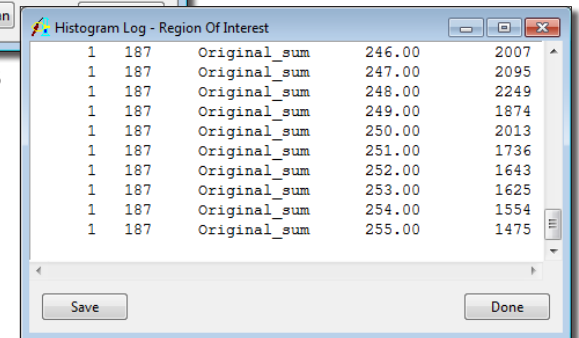 an
Histogram Log - Region Of Interest
1 187 Original_sum 246.00 2007
1 187 Original_sum 247.00 2095
1 187 Original_sum 248.00 2249
1 187 Original_sum 249.00 1874
1 187 Original_sum 250.00 2013
1 187 Original_sum 251.00 1736
1 187 Original_sum 252.00 1643
1 187 Original_sum 253.00 1625
1 187 Original_sum 254.00 1554
1 187 Original_sum 255.00 1475
Save Done